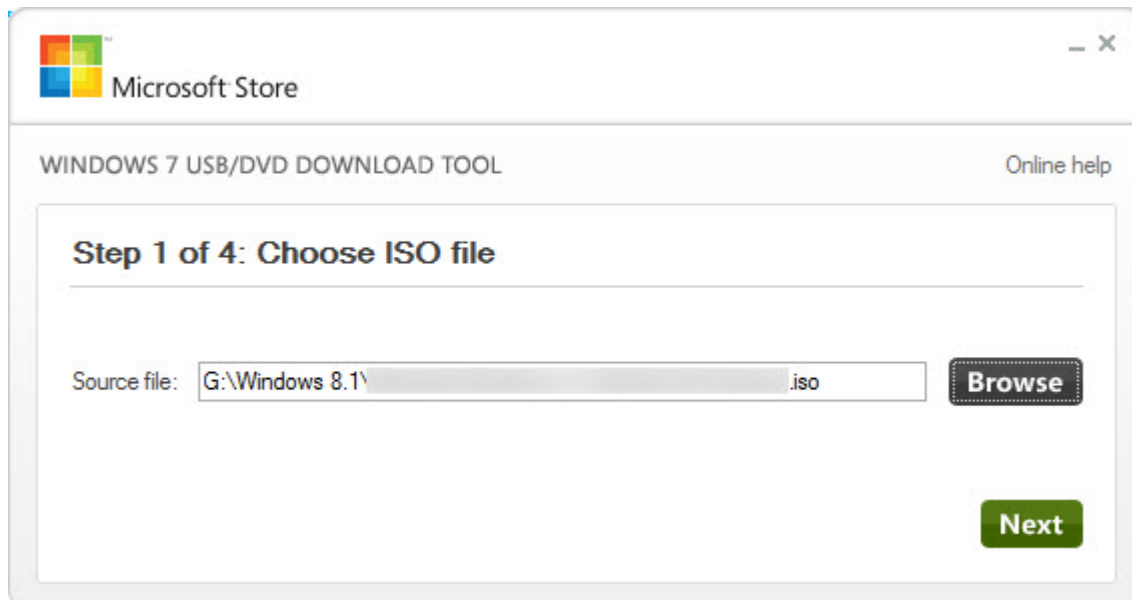 Microsoft Store
WINDOWS 7 USB/DVD DOWNLOAD TOOL Online help
Step 1 of 4: Choose ISO file
Source file: G:\Windows 8.1\ .iso Browse
Next